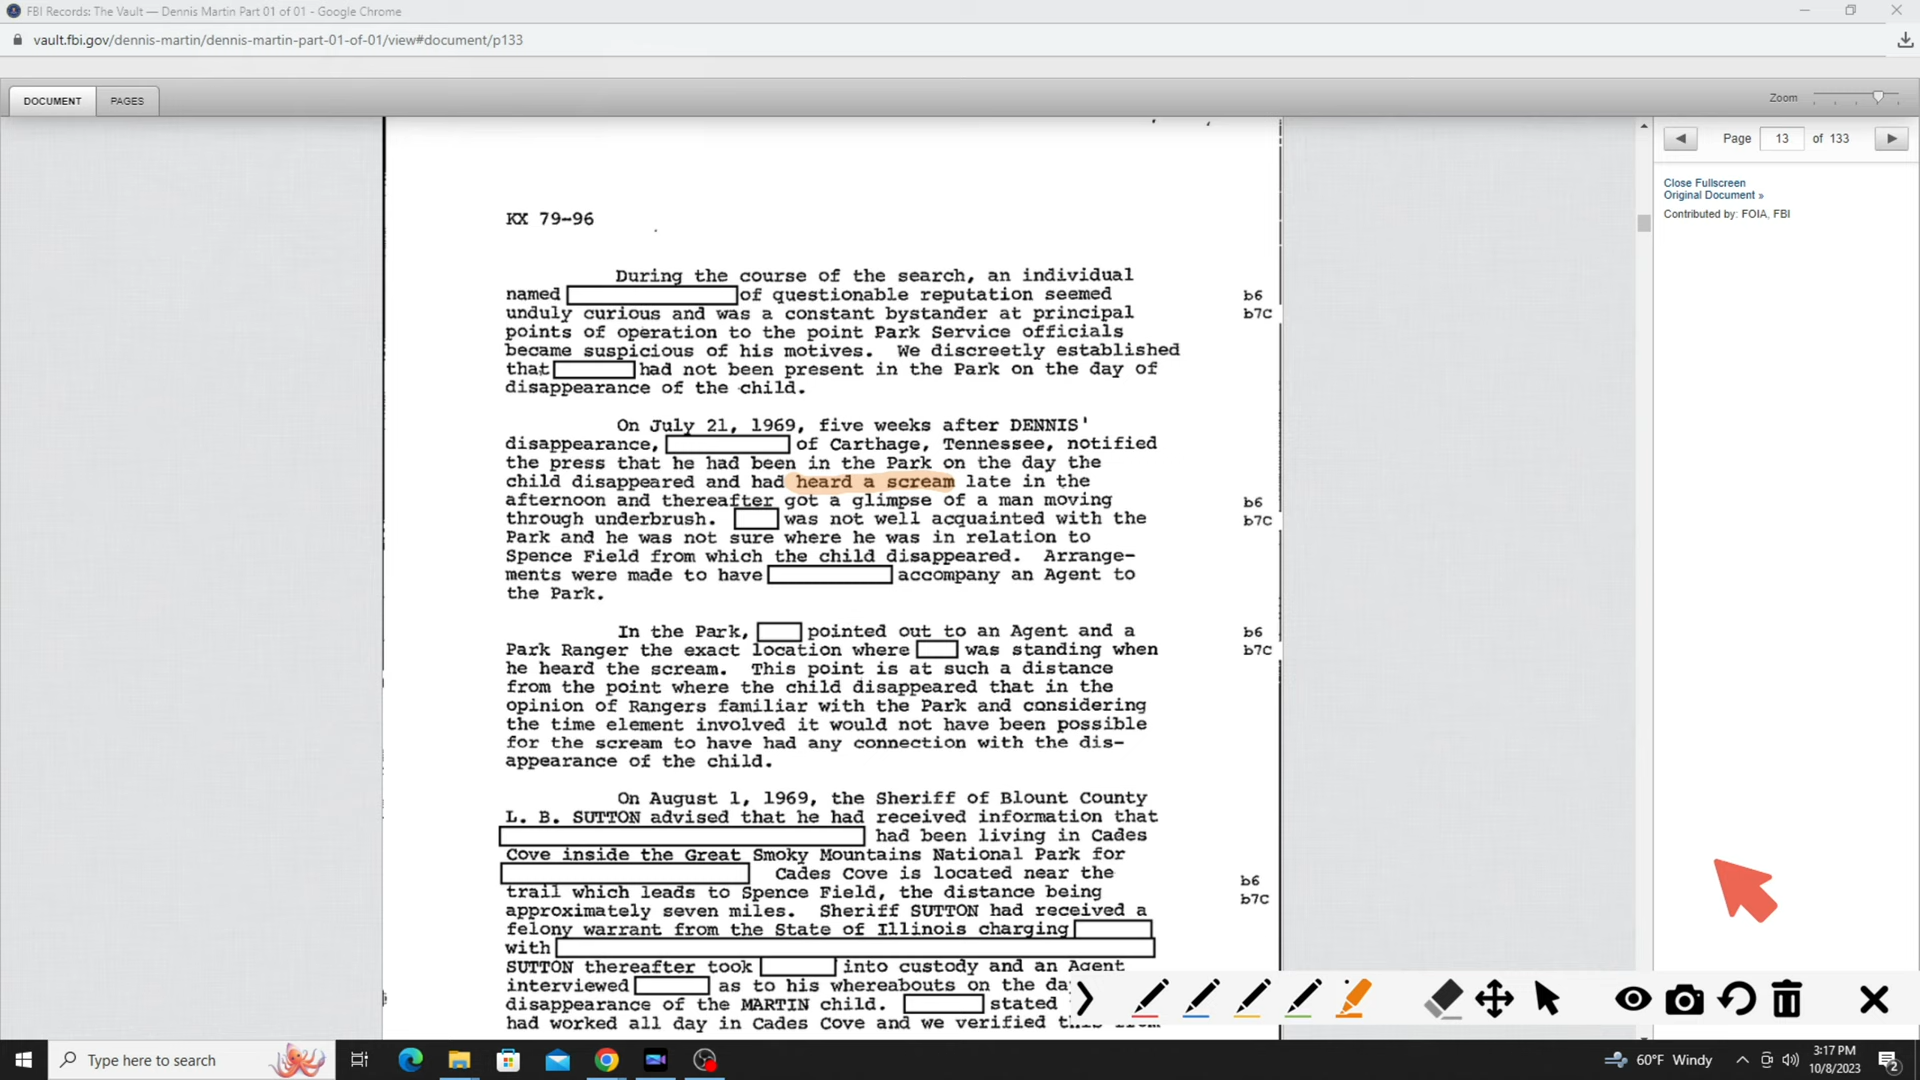 FBI Records: The Vault — Dennis Martin Part 01 of 01 - Google Chrome
vault.fbi.gov/dennis-martin/dennis-martin-part-01-of-01/view#document/p133
DOCUMENT
PAGES
Zoom
Page 13 of 133
Close Fullscreen
Original Document »
Contributed by: FOIA, FBI
KX 79-96
During the course of the search, an individual
named of questionable reputation seemed
b6
unduly curious and was a constant bystander at principal
b7C
points of operation to the point Park Service officials
became suspicious of his motives. We discreetly established
that had not been present in the Park on the day of
disappearance of the child.
On July 21, 1969, five weeks after DENNIS'
disappearance, of Carthage, Tennessee, notified
the press that he had been in the Park on the day the
child disappeared and had heard a scream late in the
afternoon and thereafter got a glimpse of a man moving
b6
through underbrush. was not well acquainted with the
b7C
Park and he was not sure where he was in relation to
Spence Field from which the child disappeared. Arrange-
ments were made to have accompany an Agent to
the Park.
In the Park, pointed out to an Agent and a
b6
Park Ranger the exact location where was standing when
b7C
he heard the scream. This point is at such a distance
from the point where the child disappeared that in the
opinion of Rangers familiar with the Park and considering
the time element involved it would not have been possible
for the scream to have had any connection with the dis-
appearance of the child.
On August 1, 1969, the Sheriff of Blount County
L. B. SUTTON advised that he had received information that
had been living in Cades
Cove inside the Great Smoky Mountains National Park for
Cades Cove is located near the
b6
trail which leads to Spence Field, the distance being
b7C
approximately seven miles. Sheriff SUTTON had received a
felony warrant from the State of Illinois charging
with
SUTTON thereafter took into custody and an Agent
interviewed as to his whereabouts on the da
disappearance of the MARTIN child. stated
had worked all day in Cades Cove and we verified
Type here to search
60°F Windy
3:17 PM
10/8/2023
2